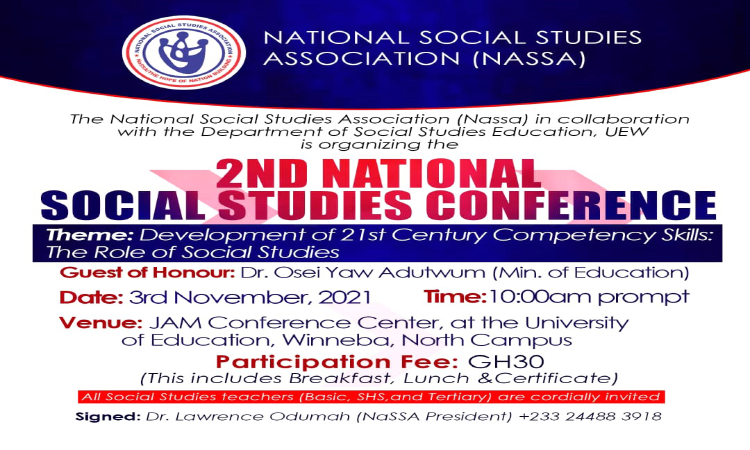 NATIONAL SOCIAL STUDIES ASSOCIATION
NATIONAL SOCIAL STUDIES
ASSOCIATION (NASSA)
The National Social Studies Association (Nassa) in collaboration
with the Department of Social Studies Education, UEW
is organizing the
2ND NATIONAL
SOCIAL STUDIES CONFERENCE
Theme: Development of 21st Century Competency Skills:
The Role of Social Studies
Guest of Honour: Dr. Osei Yaw Adutwum (Min. of Education)
Date: 3rd November, 2021 Time:10:00am prompt
Venue: JAM Conference Center, at the University
of Education, Winneba, North Campus
Participation Fee: GH30
(This includes Breakfast, Lunch &Certificate)
All Social Studies teachers (Basic, SHS,and Tertiary) are cordially invited
Signed: Dr. Lawrence Odumah (NaSSA President) +233 24488 3918